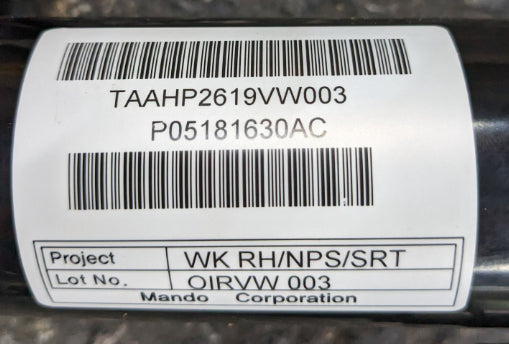 TAAHP2619VW003
P05181630AC
Project WK RH/NPS/SRT
Lot No. OIRVW 003
Mando Corporation